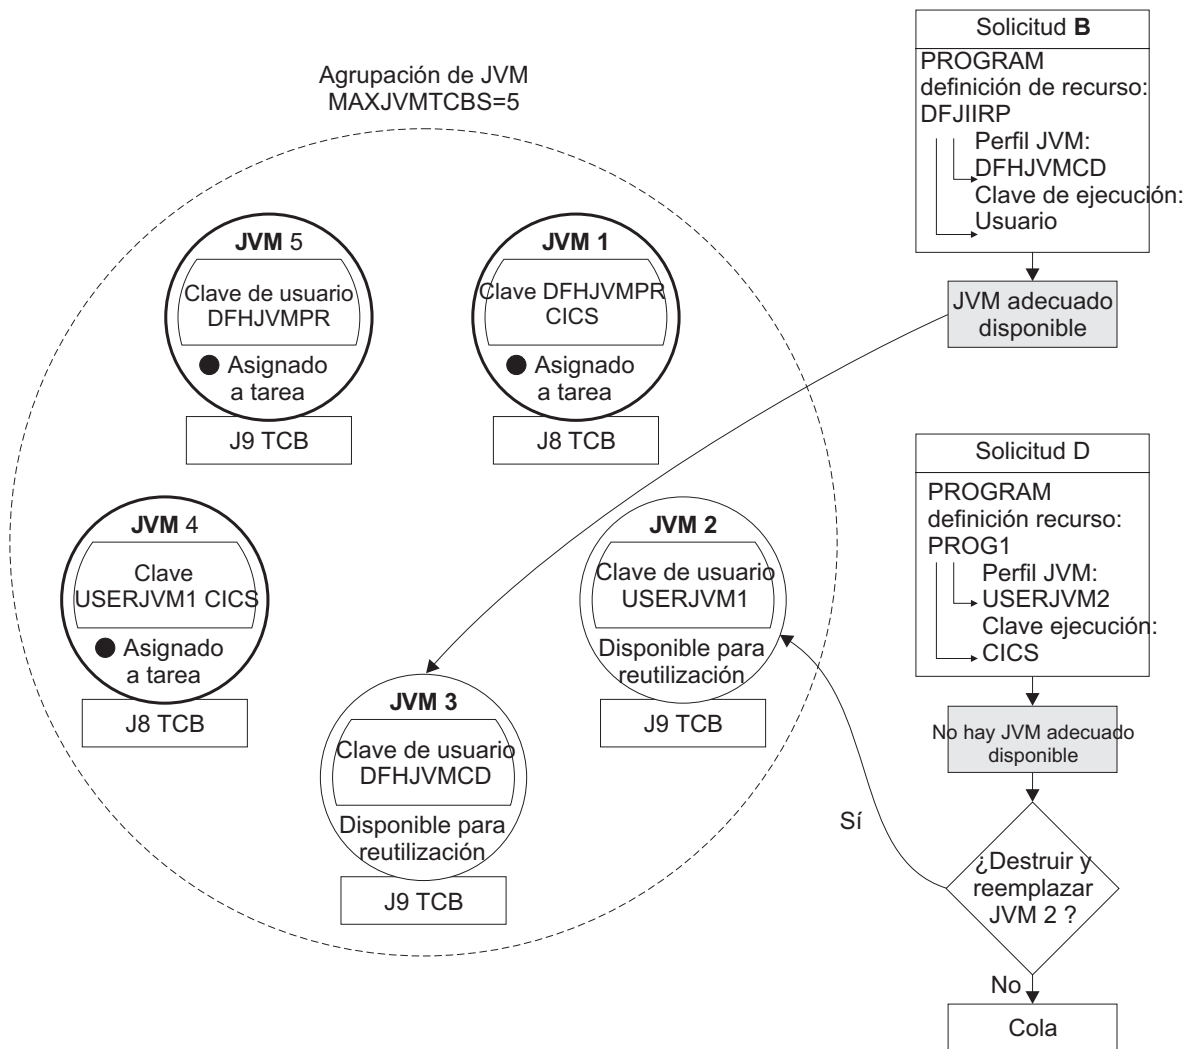 Agrupación de JVM
MAXJVMTCBS=5
JVM 5
Clave de usuario
DFHJVMPR
Asignado
a tarea
J9 TCB
JVM 1
Clave DFHJVMPR
CICS
Asignado
a tarea
J8 TCB
JVM 4
Clave
USERJVM1 CICS
Asignado
a tarea
J8 TCB
JVM 2
Clave de usuario
USERJVM1
Disponible para
reutilización
J9 TCB
JVM 3
Clave de usuario
DFHJVMCD
Disponible para
reutilización
J9 TCB
Solicitud B
PROGRAM
definición de recurso:
DFJIIRP
Perfil JVM:
DFHJVMCD
Clave de ejecución:
Usuario
JVM adecuado
disponible
Solicitud D
PROGRAM
definición recurso:
PROG1
Perfil JVM:
USERJVM2
Clave ejecución:
CICS
No hay JVM adecuado
disponible
Sí
¿Destruir y
reemplazar
JVM 2 ?
No
Cola